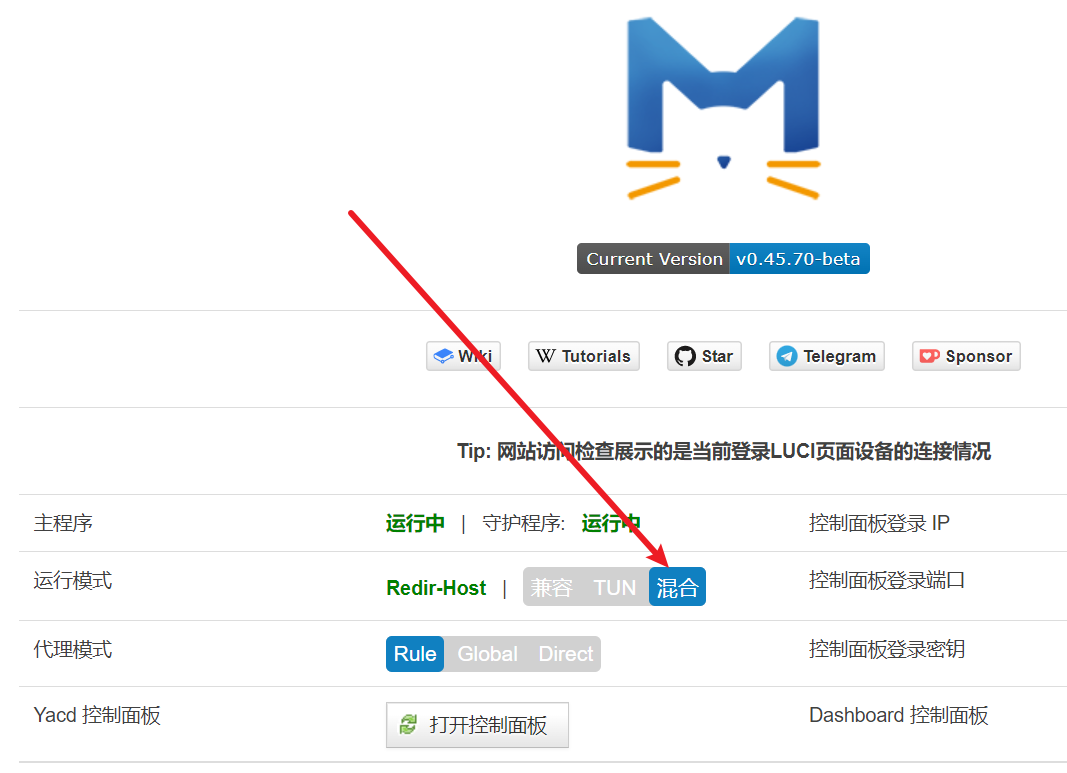 Current Version v0.45.70-beta
Wiki Tutorials Star Telegram Sponsor
Tip: 网站访问检查展示的是当前登录LUCI页面设备的连接情况
主程序 运行中 | 守护程序: 运行中 控制面板登录 IP
运行模式 Redir-Host | 兼容 TUN 混合 控制面板登录端口
代理模式 Rule Global Direct 控制面板登录密钥
Yacd 控制面板 打开控制面板 Dashboard 控制面板